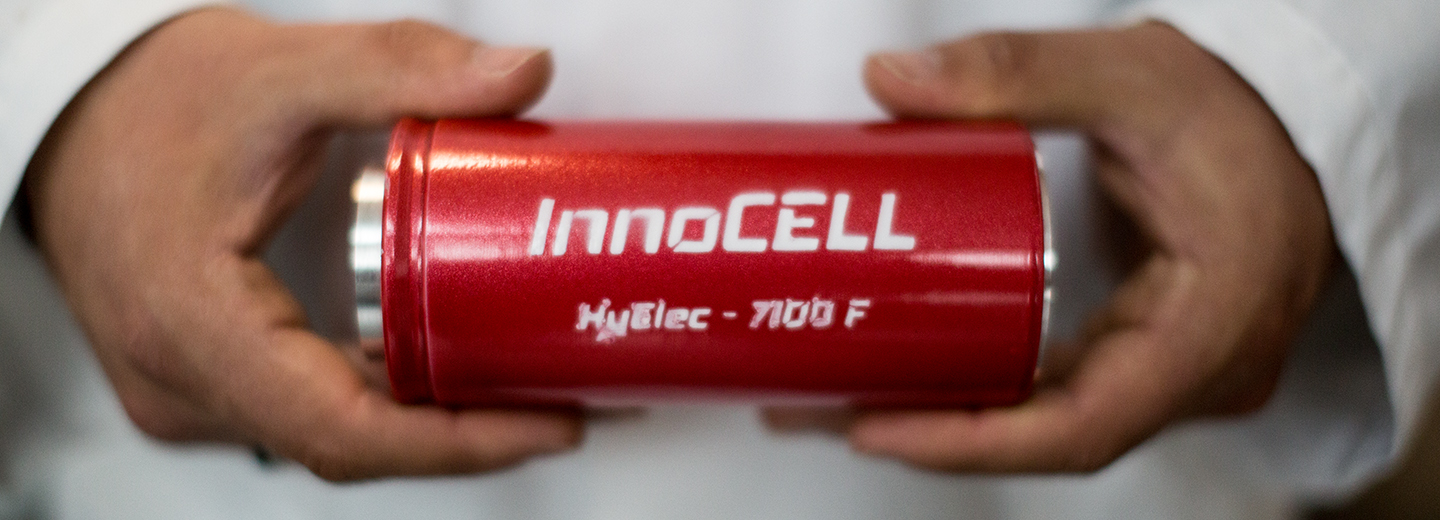 InnoCELL
HyElec - 7100 F